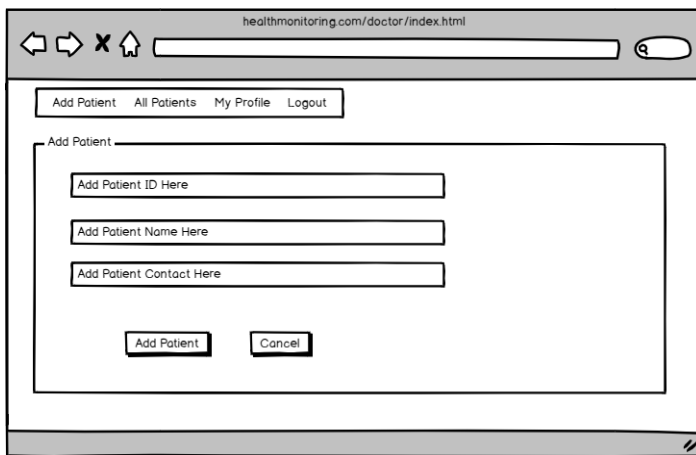 healthmonitoring.com/doctor/index.html
Add Patient All Patients My Profile Logout
Add Patient
Add Patient ID Here
Add Patient Name Here
Add Patient Contact Here
Add Patient Cancel